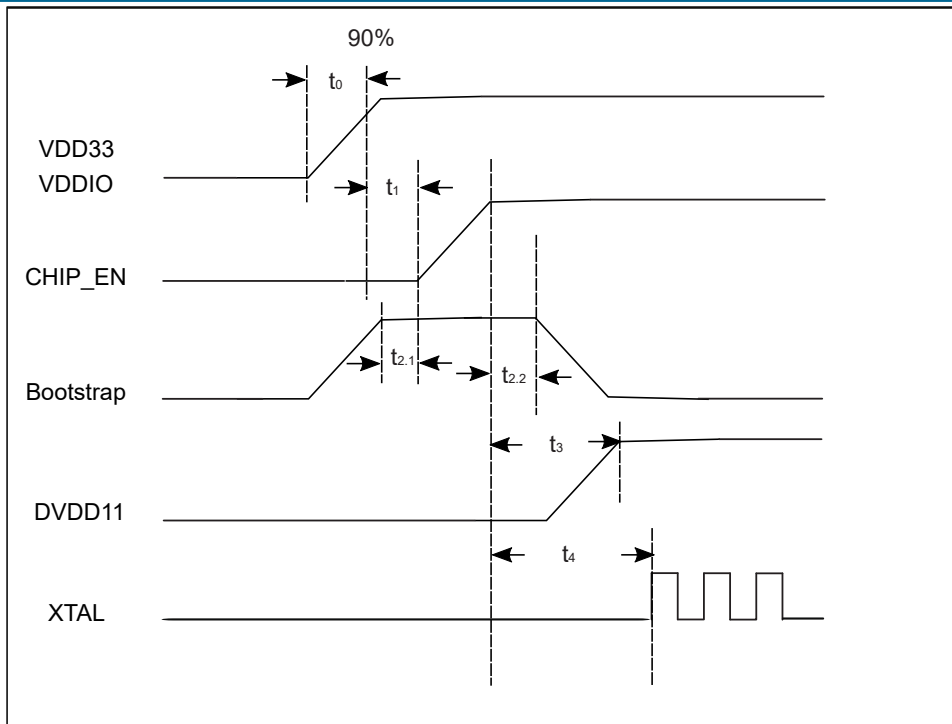 90%
t0
VDD33
VDDIO
t1
CHIP_EN
t2.1
t2.2
Bootstrap
t3
DVDD11
t4
XTAL